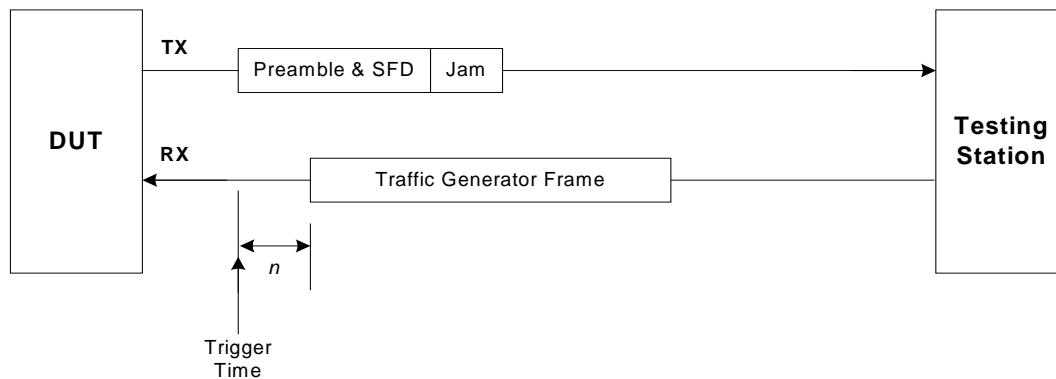 TX
Preamble & SFD
Jam
DUT
Testing
Station
RX
Traffic Generator Frame
n
Trigger
Time